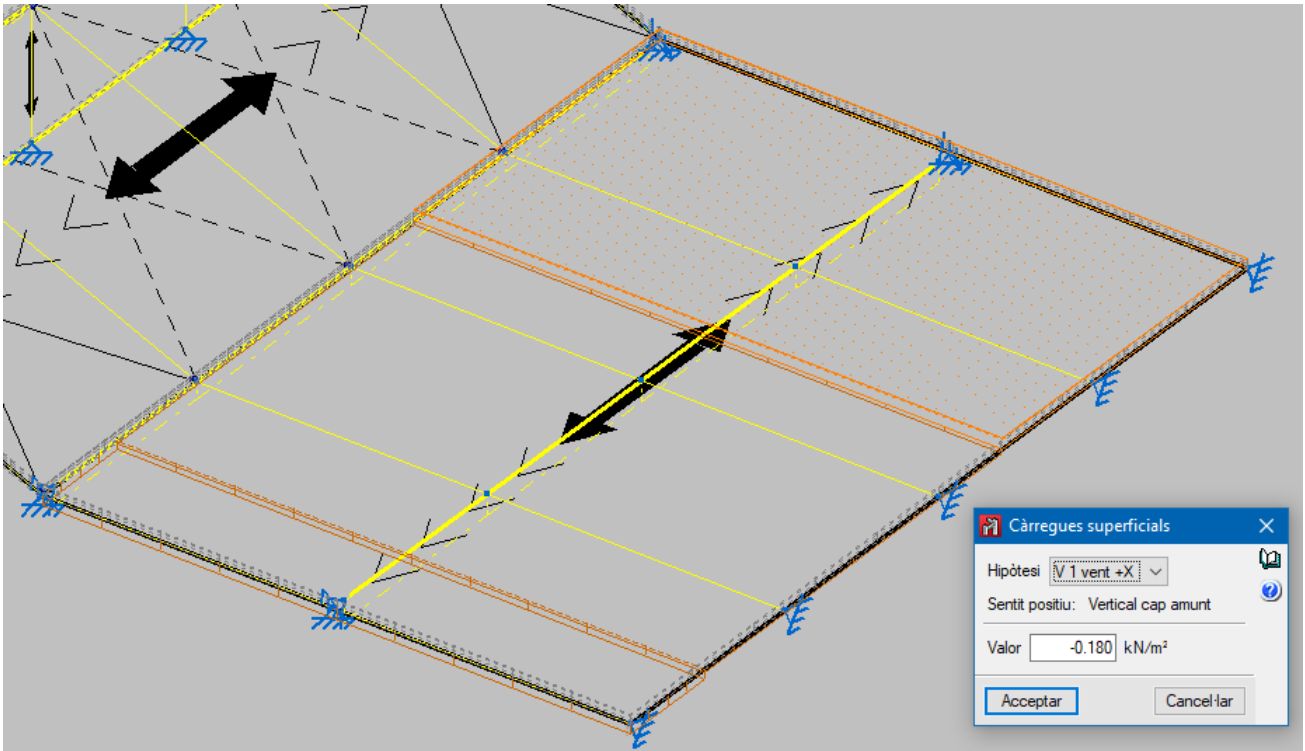 Càrregues superficials
Hipòtesi V 1 vent +X
Sentit positiu: Vertical cap amunt
Valor -0.180 kN/m²
Acceptar Cancel·lar